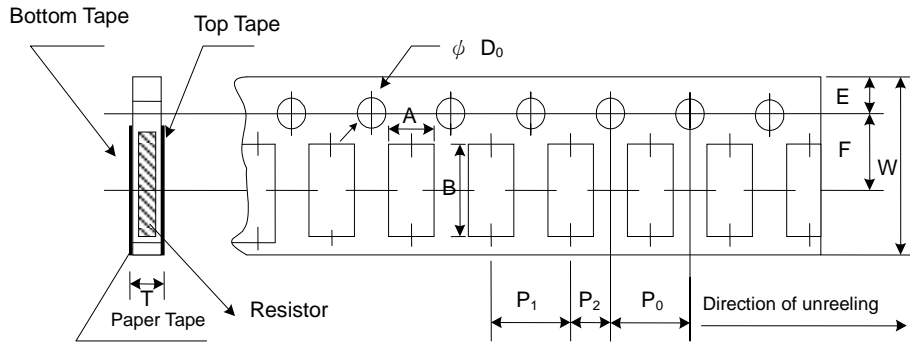 Bottom Tape
Top Tape
φ D₀
A
E
F
B
W
T
Paper Tape
Resistor
P₁
P₂
P₀
Direction of unreeling